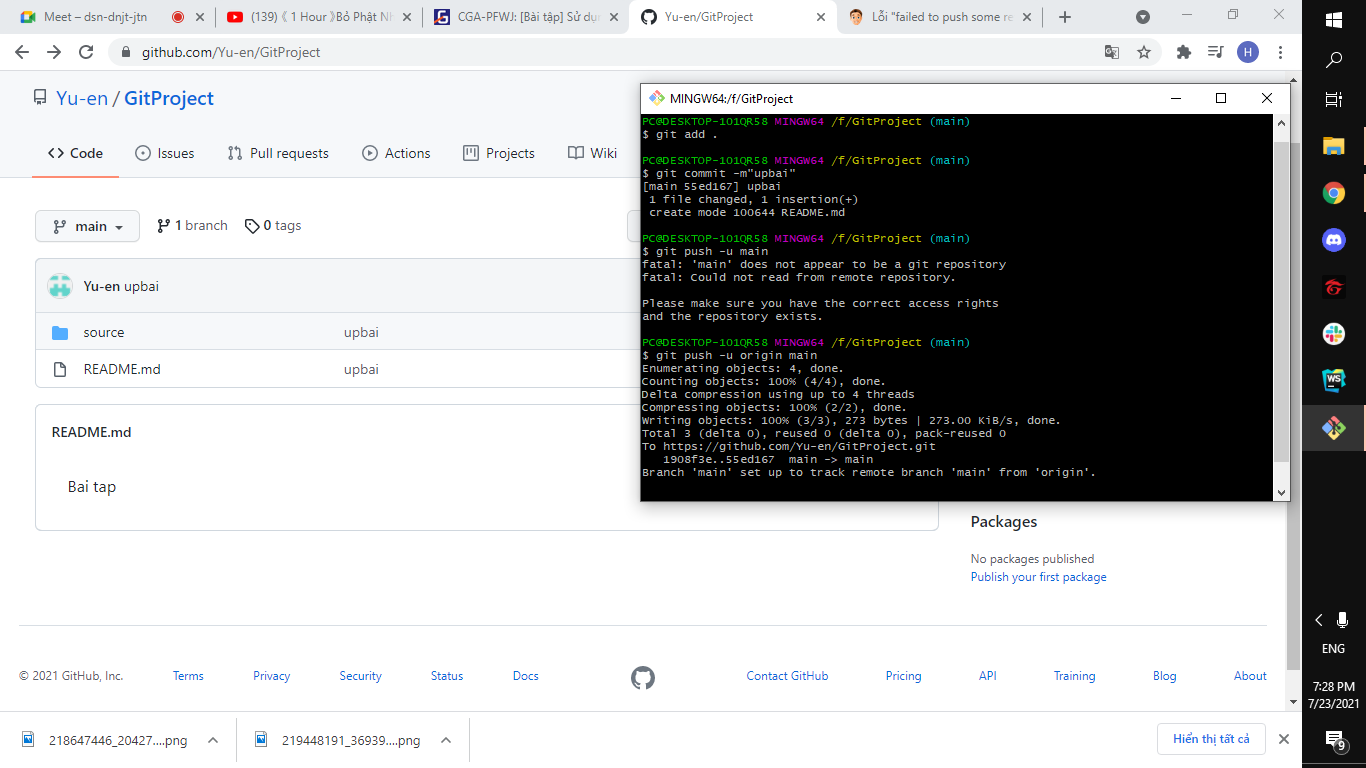 Meet – dsn-dnjt-jtn
(139) 《 1 Hour 》Bỏ Phật Nh
CGA-PFWJ: [Bài tập] Sử dụn
Yu-en/GitProject
Lỗi "failed to push some re
github.com/Yu-en/GitProject
H
Yu-en / GitProject
Code
Issues
Pull requests
Actions
Projects
Wiki
main
1 branch
0 tags
Yu-en upbai
source upbai
README.md upbai
README.md
Bai tap
MINGW64:/f/GitProject
PC@DESKTOP-101QR58 MINGW64 /f/GitProject (main)
$ git add .
PC@DESKTOP-101QR58 MINGW64 /f/GitProject (main)
$ git commit -m"upbai"
[main 55ed167] upbai
1 file changed, 1 insertion(+)
create mode 100644 README.md
PC@DESKTOP-101QR58 MINGW64 /f/GitProject (main)
$ git push -u main
fatal: 'main' does not appear to be a git repository
fatal: Could not read from remote repository.
Please make sure you have the correct access rights
and the repository exists.
PC@DESKTOP-101QR58 MINGW64 /f/GitProject (main)
$ git push -u origin main
Enumerating objects: 4, done.
Counting objects: 100% (4/4), done.
Delta compression using up to 4 threads
Compressing objects: 100% (2/2), done.
Writing objects: 100% (3/3), 273 bytes | 273.00 KiB/s, done.
Total 3 (delta 0), reused 0 (delta 0), pack-reused 0
To https://github.com/Yu-en/GitProject.git
1908f3e..55ed167  main -> main
Branch 'main' set up to track remote branch 'main' from 'origin'.
Packages
No packages published
Publish your first package
© 2021 GitHub, Inc.
Terms
Privacy
Security
Status
Docs
Contact GitHub
Pricing
API
Training
Blog
About
218647446_20427....png
219448191_36939....png
Hiển thị tất cả
WS
ENG
7:28 PM
7/23/2021
9